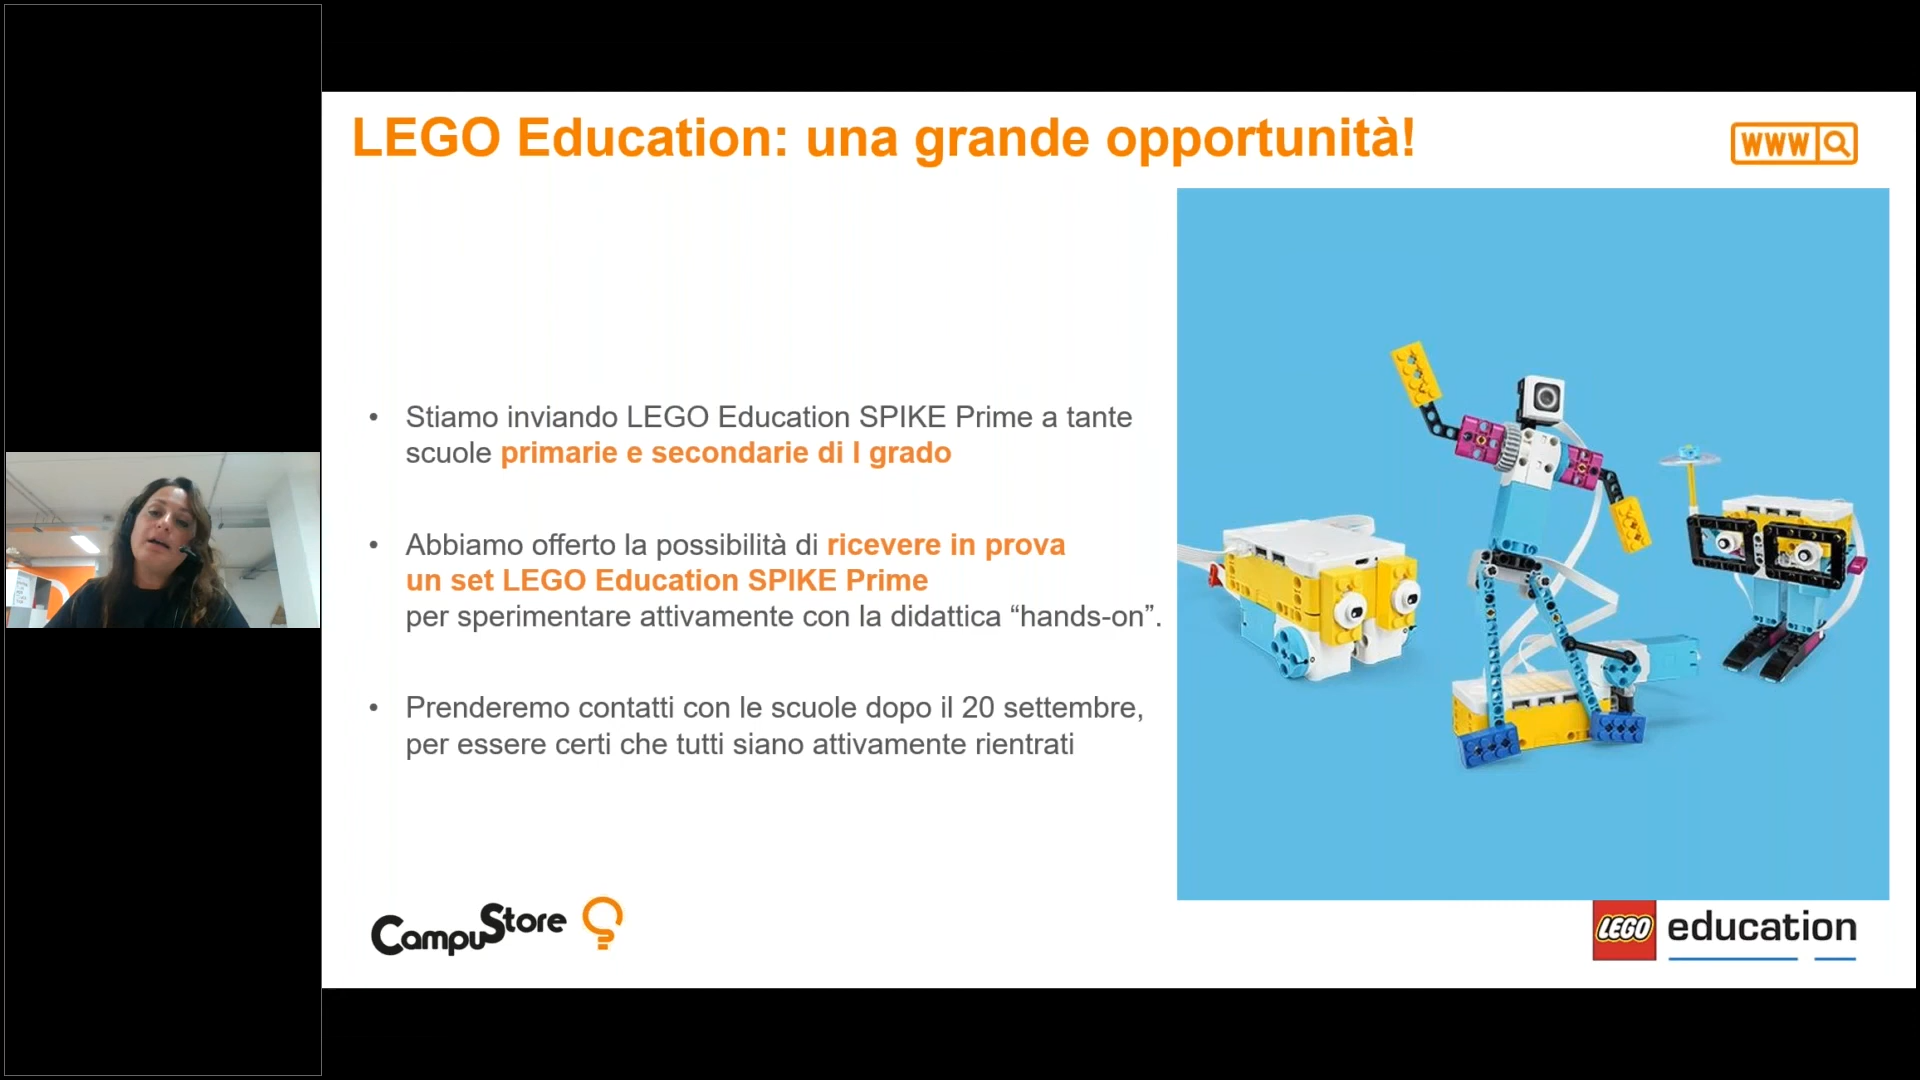 LEGO Education: una grande opportunità!
WWW
• Stiamo inviando LEGO Education SPIKE Prime a tante
scuole primarie e secondarie di I grado
• Abbiamo offerto la possibilità di ricevere in prova
un set LEGO Education SPIKE Prime
per sperimentare attivamente con la didattica “hands-on”.
• Prenderemo contatti con le scuole dopo il 20 settembre,
per essere certi che tutti siano attivamente rientrati
CampuStore
LEGO education